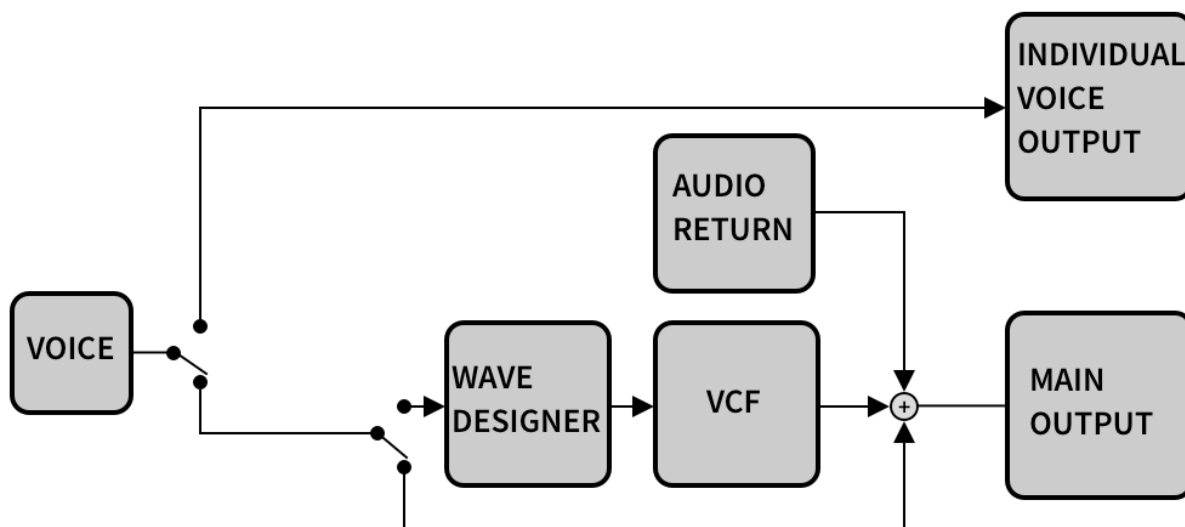 INDIVIDUAL
VOICE
OUTPUT
AUDIO
RETURN
VOICE
WAVE
DESIGNER
VCF
+
MAIN
OUTPUT